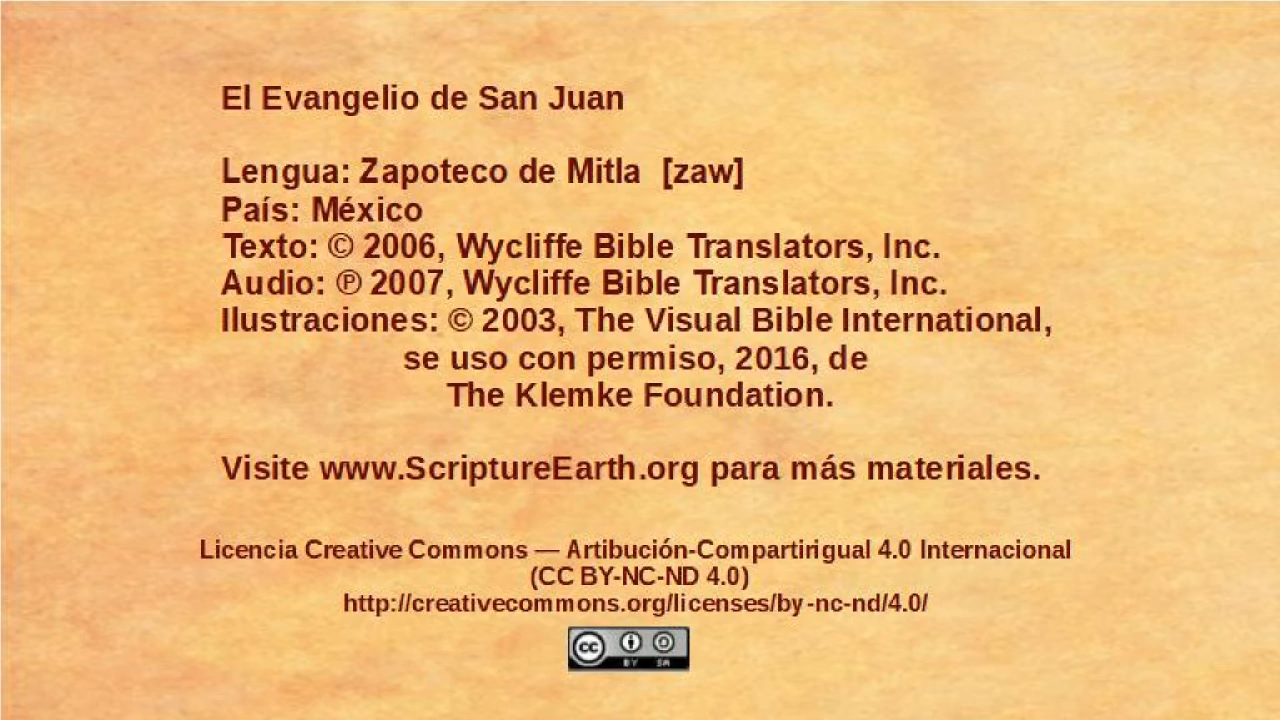 El Evangelio de San Juan
Lengua: Zapoteco de Mitla [zaw]
País: México
Texto: © 2006, Wycliffe Bible Translators, Inc.
Audio: ℗ 2007, Wycliffe Bible Translators, Inc.
Ilustraciones: © 2003, The Visual Bible International,
se uso con permiso, 2016, de
The Klemke Foundation.
Visite www.ScriptureEarth.org para más materiales.
Licencia Creative Commons — Artibución-Compartirigual 4.0 Internacional
(CC BY-NC-ND 4.0)
http://creativecommons.org/licenses/by-nc-nd/4.0/
cc BY SA